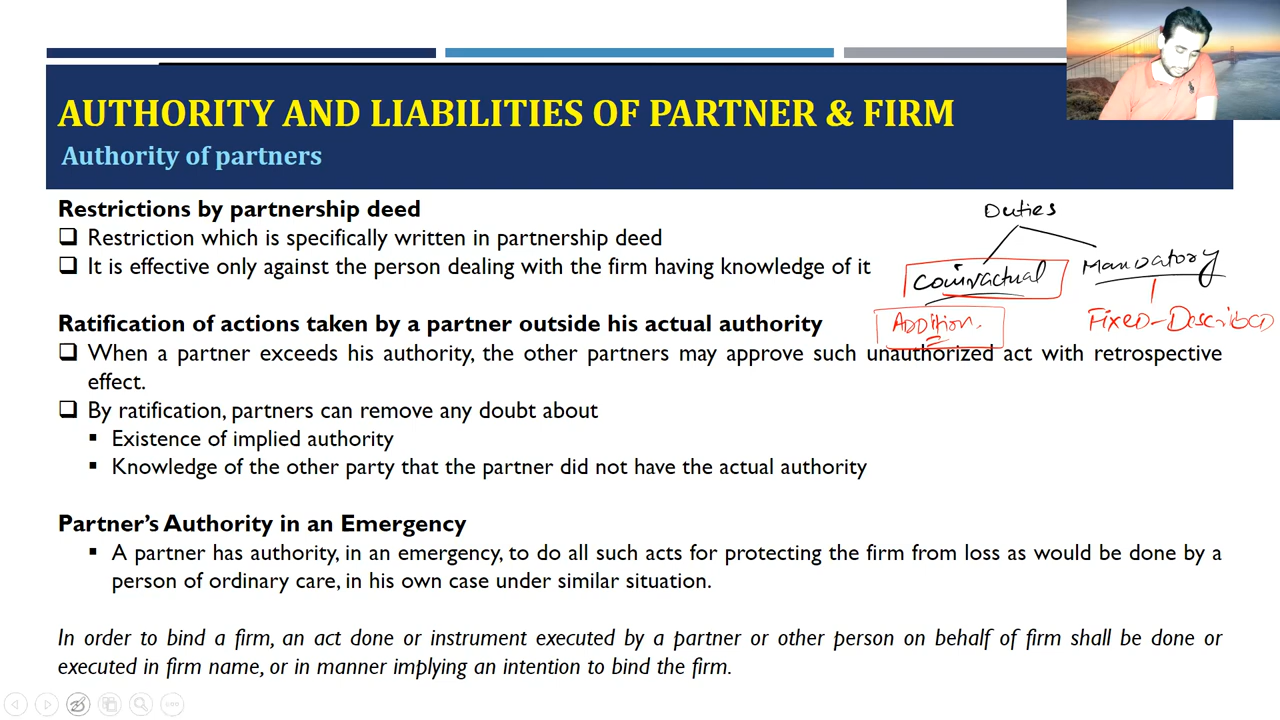 AUTHORITY AND LIABILITIES OF PARTNER & FIRM
Authority of partners
Restrictions by partnership deed
❑ Restriction which is specifically written in partnership deed
❑ It is effective only against the person dealing with the firm having knowledge of it
Duties
Contractual
Mandatory
Addition.
Fixed-Described
Ratification of actions taken by a partner outside his actual authority
❑ When a partner exceeds his authority, the other partners may approve such unauthorized act with retrospective
effect.
❑ By ratification, partners can remove any doubt about
▪ Existence of implied authority
▪ Knowledge of the other party that the partner did not have the actual authority
Partner's Authority in an Emergency
▪ A partner has authority, in an emergency, to do all such acts for protecting the firm from loss as would be done by a
person of ordinary care, in his own case under similar situation.
In order to bind a firm, an act done or instrument executed by a partner or other person on behalf of firm shall be done or
executed in firm name, or in manner implying an intention to bind the firm.